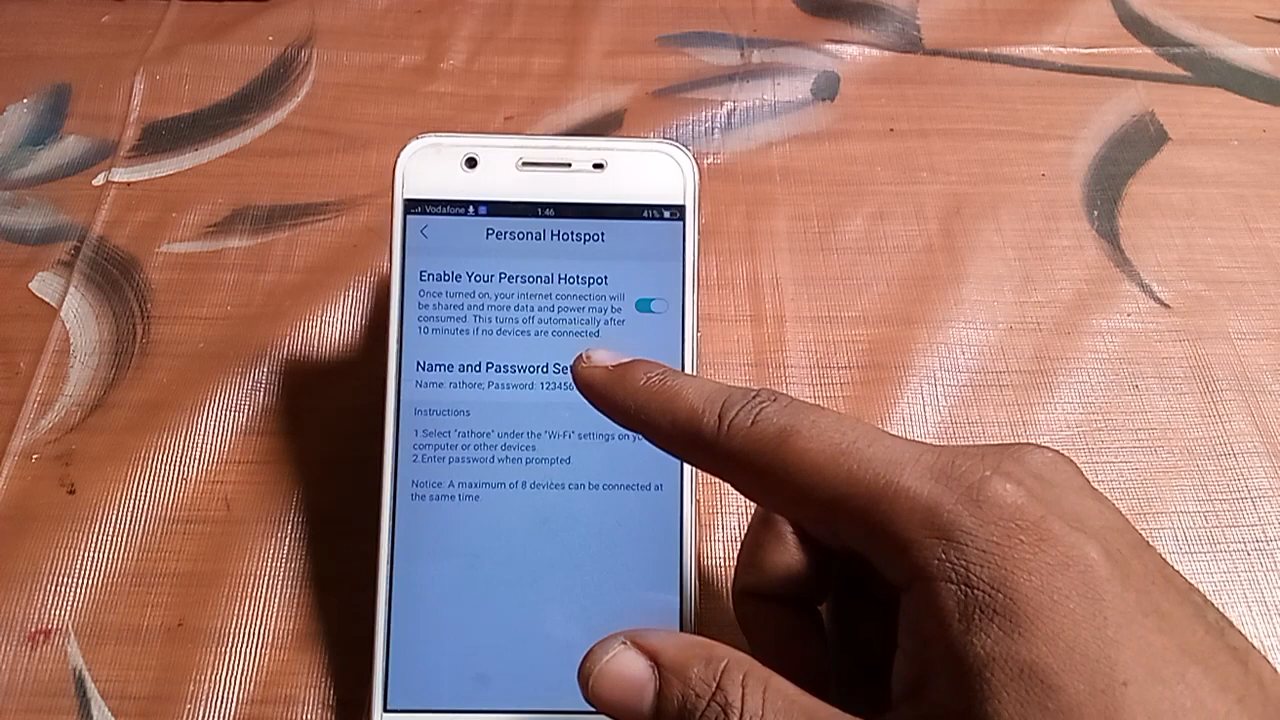 Vodafone 1:46 41%
Personal Hotspot
Enable Your Personal Hotspot
Once turned on, your internet connection will
be shared and more data and power may be
consumed. This turns off automatically after
10 minutes if no devices are connected.
Name and Password
Name: rathore; Password: 123456
Instructions
1.Select "rathore" under the "Wi-Fi" settings on
computer or other devices.
2.Enter password when prompted.
Notice: A maximum of 8 devices can be connected at
the same time.